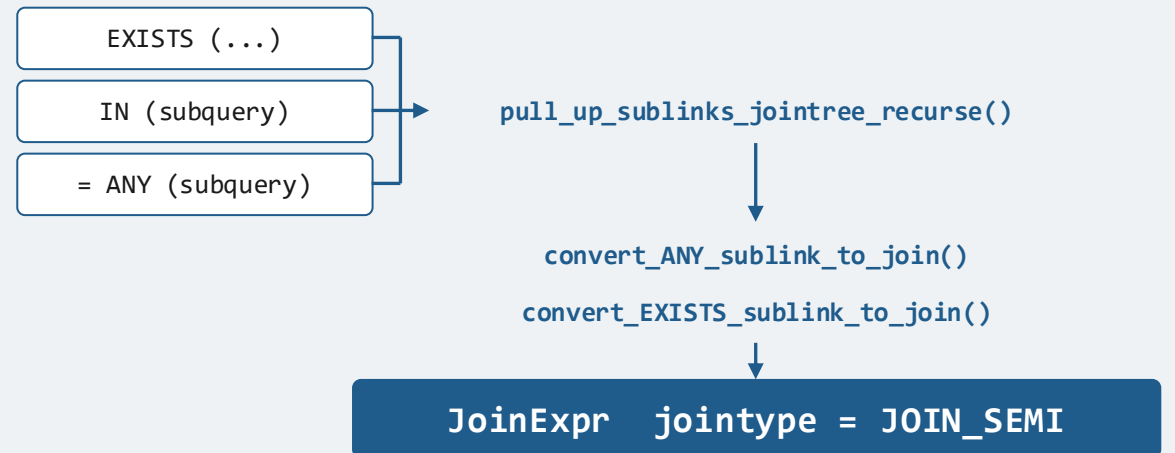 EXISTS (...)
IN (subquery)
= ANY (subquery)
pull_up_sublinks_jointree_recurse()
convert_ANY_sublink_to_join()
convert_EXISTS_sublink_to_join()
JoinExpr  jointype = JOIN_SEMI